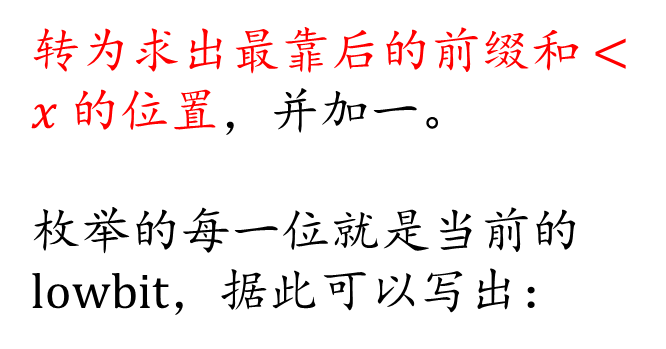 转为求出最靠后的前缀和 <
x 的位置，并加一。
枚举的每一位就是当前的
lowbit，据此可以写出：